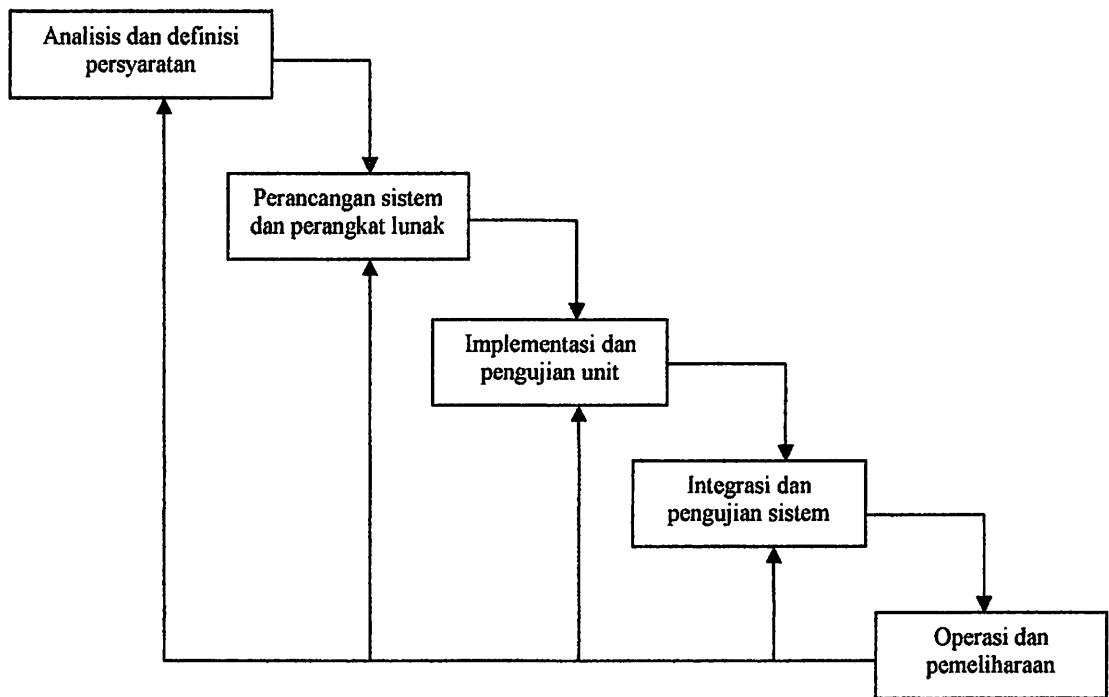 Analisis dan definisi
persyaratan
Perancangan sistem
dan perangkat lunak
Implementasi dan
pengujian unit
Integrasi dan
pengujian sistem
Operasi dan
pemeliharaan